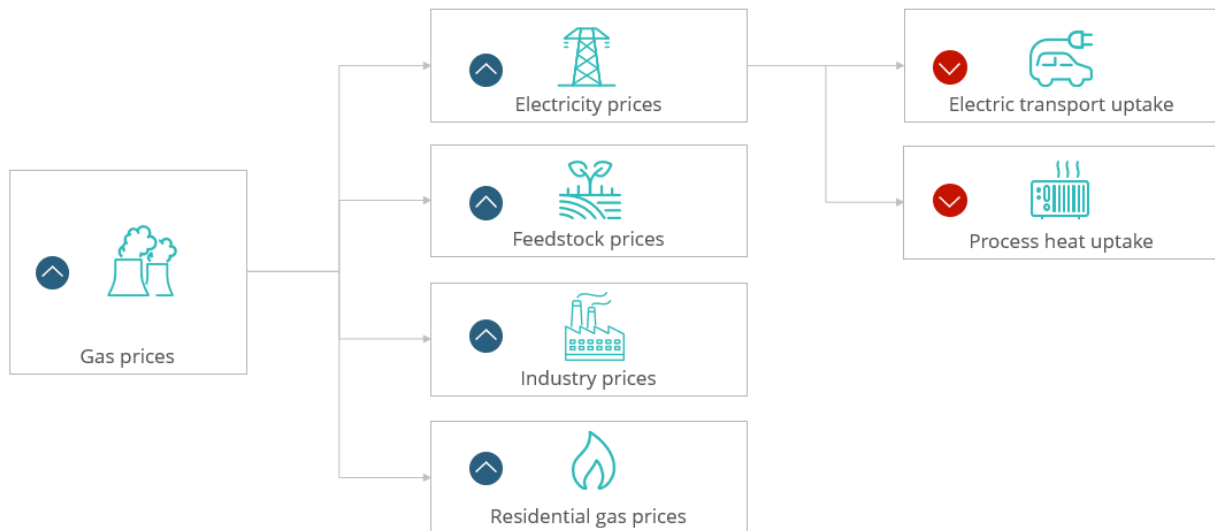 Electricity prices
Electric transport uptake
Feedstock prices
Process heat uptake
Gas prices
Industry prices
Residential gas prices